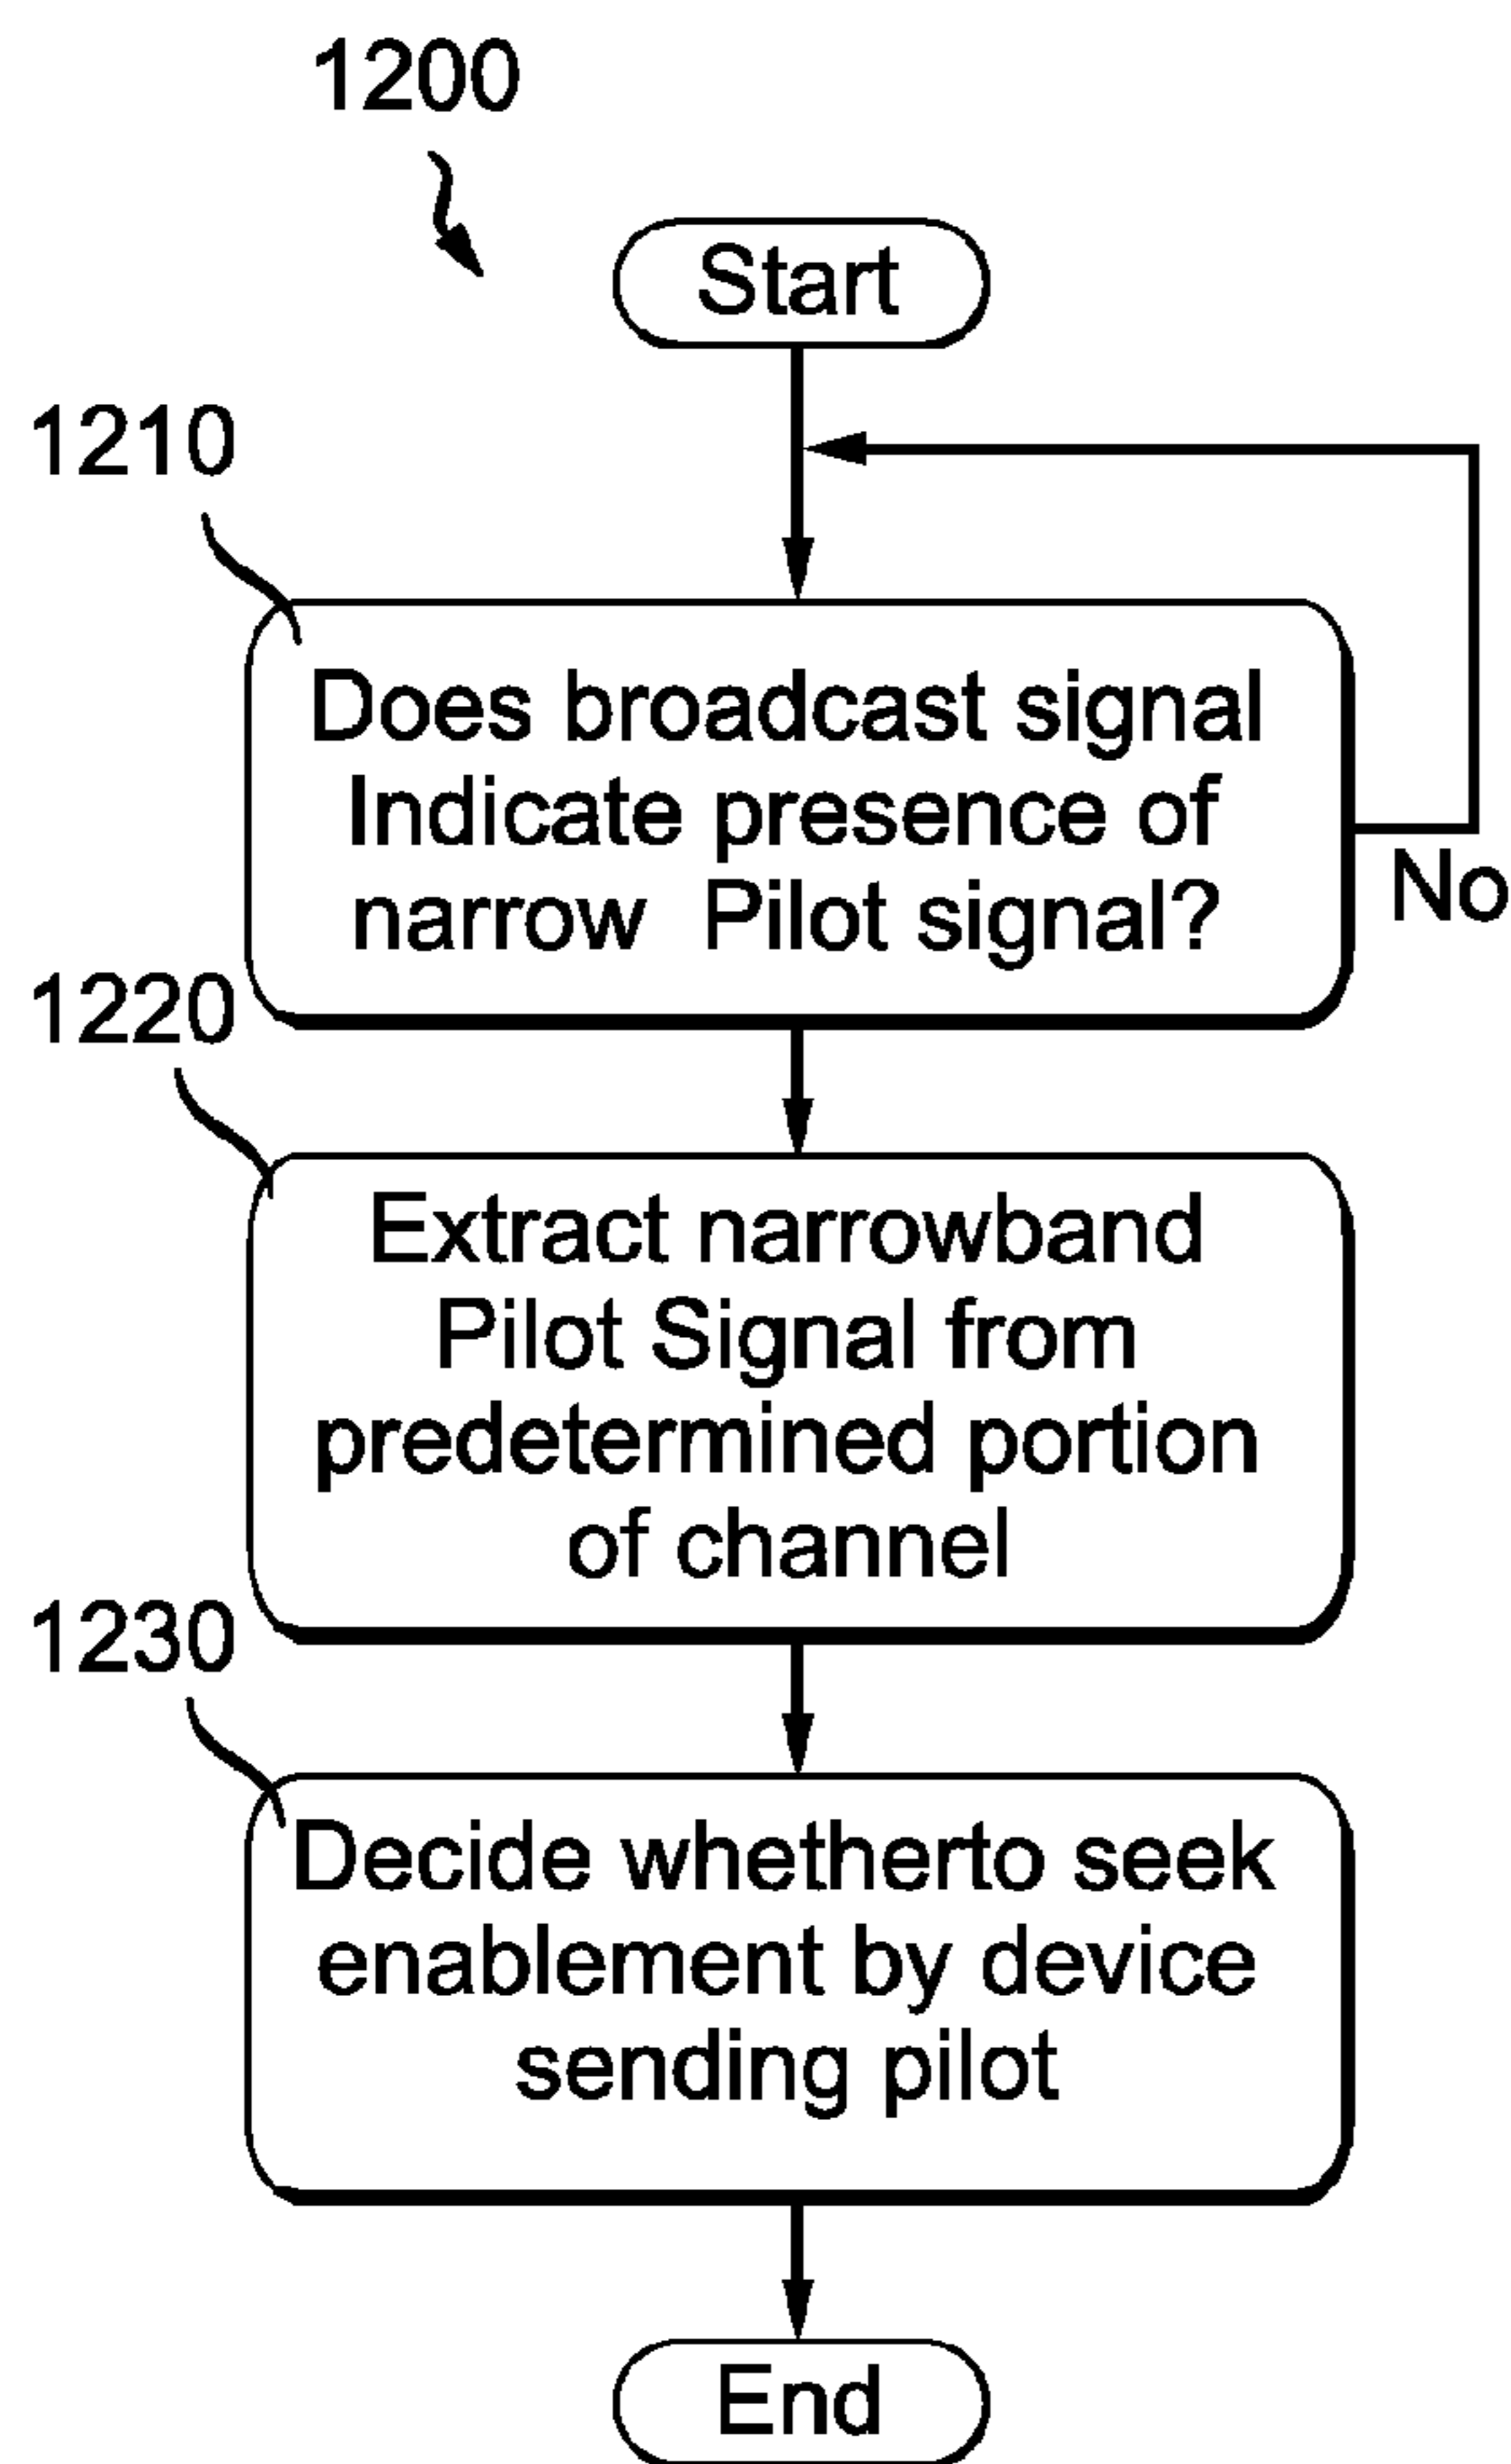 1200
Start
1210
Does broadcast signal
Indicate presence of
narrow Pilot signal?
No
1220
Extract narrowband
Pilot Signal from
predetermined portion
of channel
1230
Decide whetherto seek
enablement by device
sending pilot
End